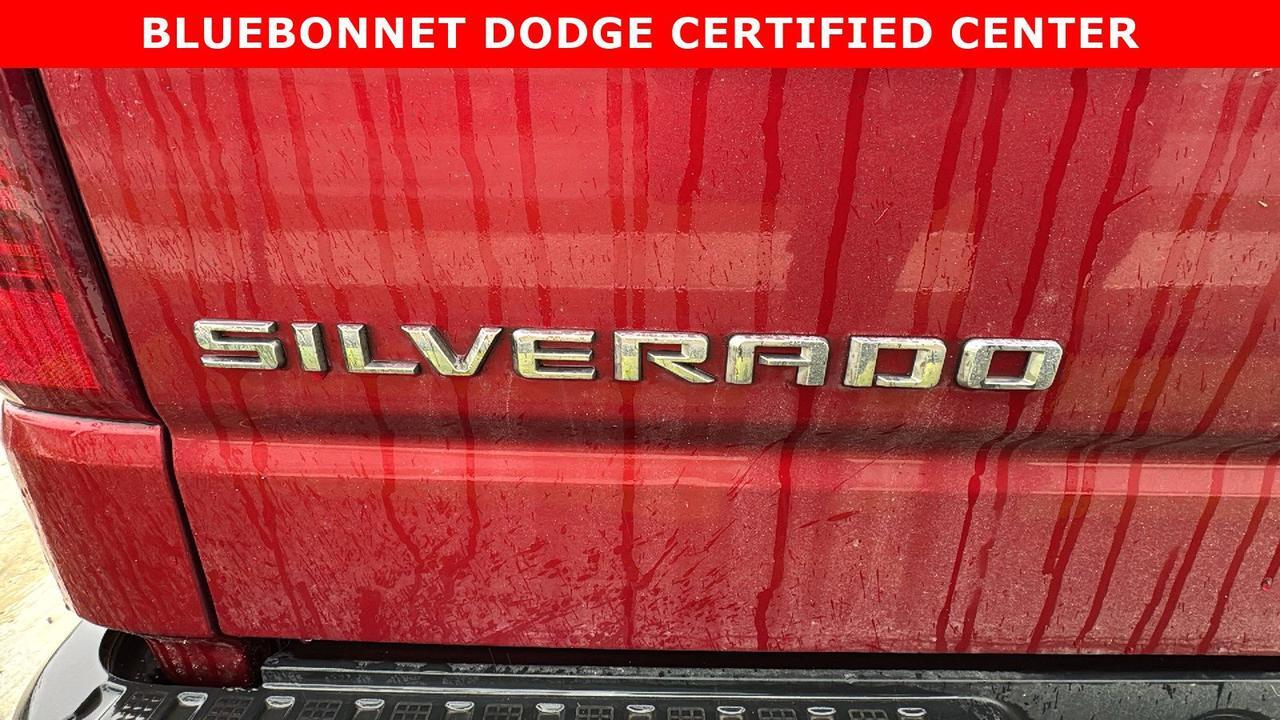 BLUEBONNET DODGE CERTIFIED CENTER
SILVERADO